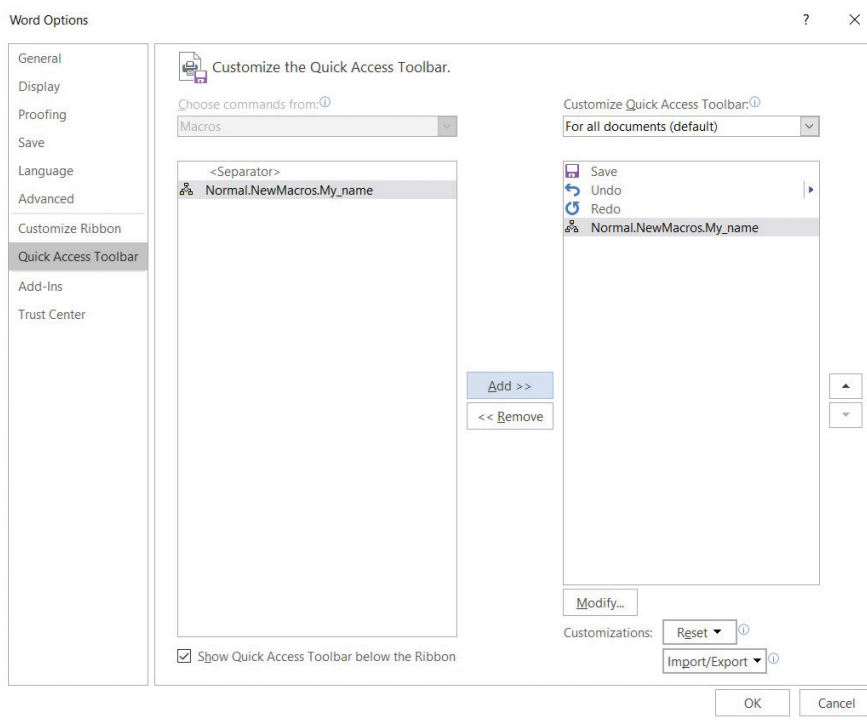 Word Options
?
General
Display
Proofing
Save
Language
Advanced
Customize Ribbon
Quick Access Toolbar
Add-Ins
Trust Center
Customize the Quick Access Toolbar.
Choose commands from:
Macros
<Separator>
Normal.NewMacros.My_name
Show Quick Access Toolbar below the Ribbon
Add >>
<< Remove
Customize Quick Access Toolbar:
For all documents (default)
Save
Undo
Redo
Normal.NewMacros.My_name
Modify...
Customizations:
Reset
Import/Export
OK
Cancel